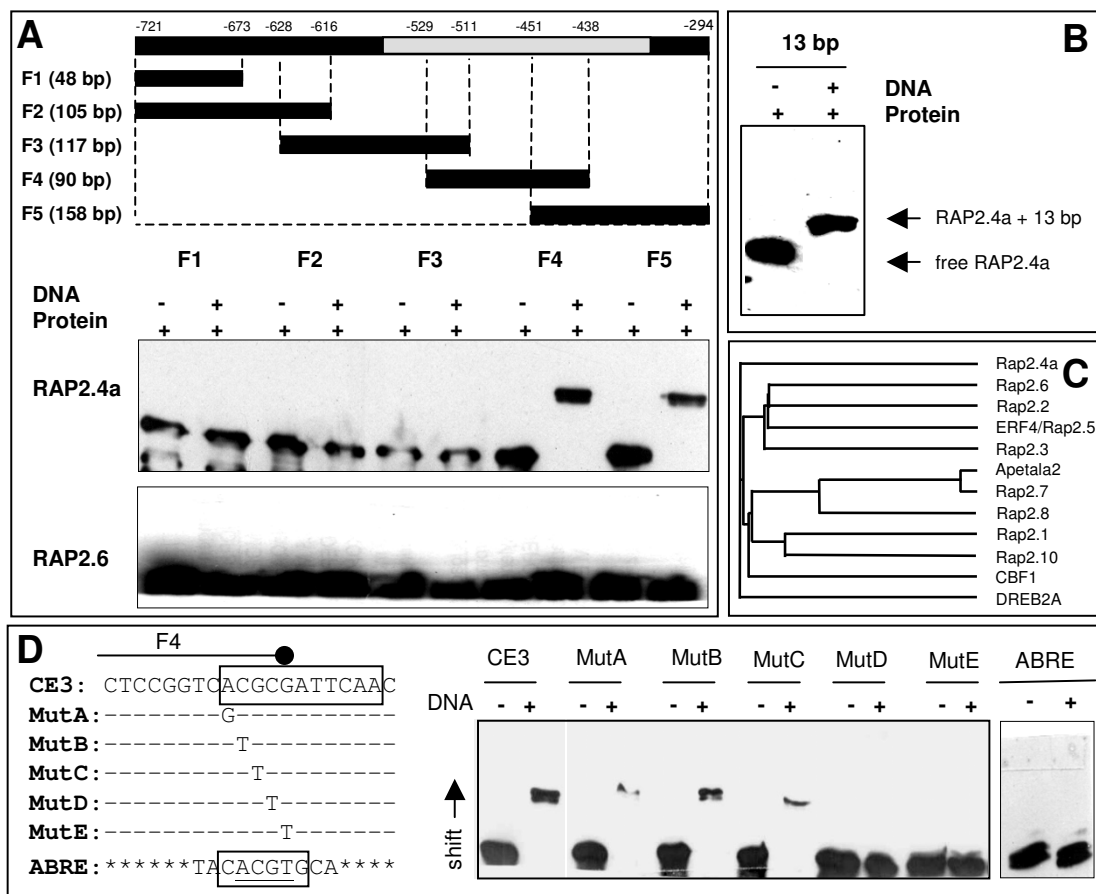 A
-721 -673 -628 -616 -529 -511 -451 -438 -294
F1 (48 bp)
F2 (105 bp)
F3 (117 bp)
F4 (90 bp)
F5 (158 bp)
F1 F2 F3 F4 F5
DNA - + - + - + - + - +
Protein + + + + + + + + + +
RAP2.4a
RAP2.6
B
13 bp
- + DNA
+ + Protein
RAP2.4a + 13 bp
free RAP2.4a
C
Rap2.4a
Rap2.6
Rap2.2
ERF4/Rap2.5
Rap2.3
Apetala2
Rap2.7
Rap2.8
Rap2.1
Rap2.10
CBF1
DREB2A
D
F4
CE3: CTCCGGTCACGCGATTCAAC
MutA: --------G-----------
MutB: ---------T----------
MutC: ----------T---------
MutD: -----------T--------
MutE: ------------T-------
ABRE: ******TACACGTGCA****
CE3 MutA MutB MutC MutD MutE ABRE
DNA - + - + - + - + - + - + - +
shift